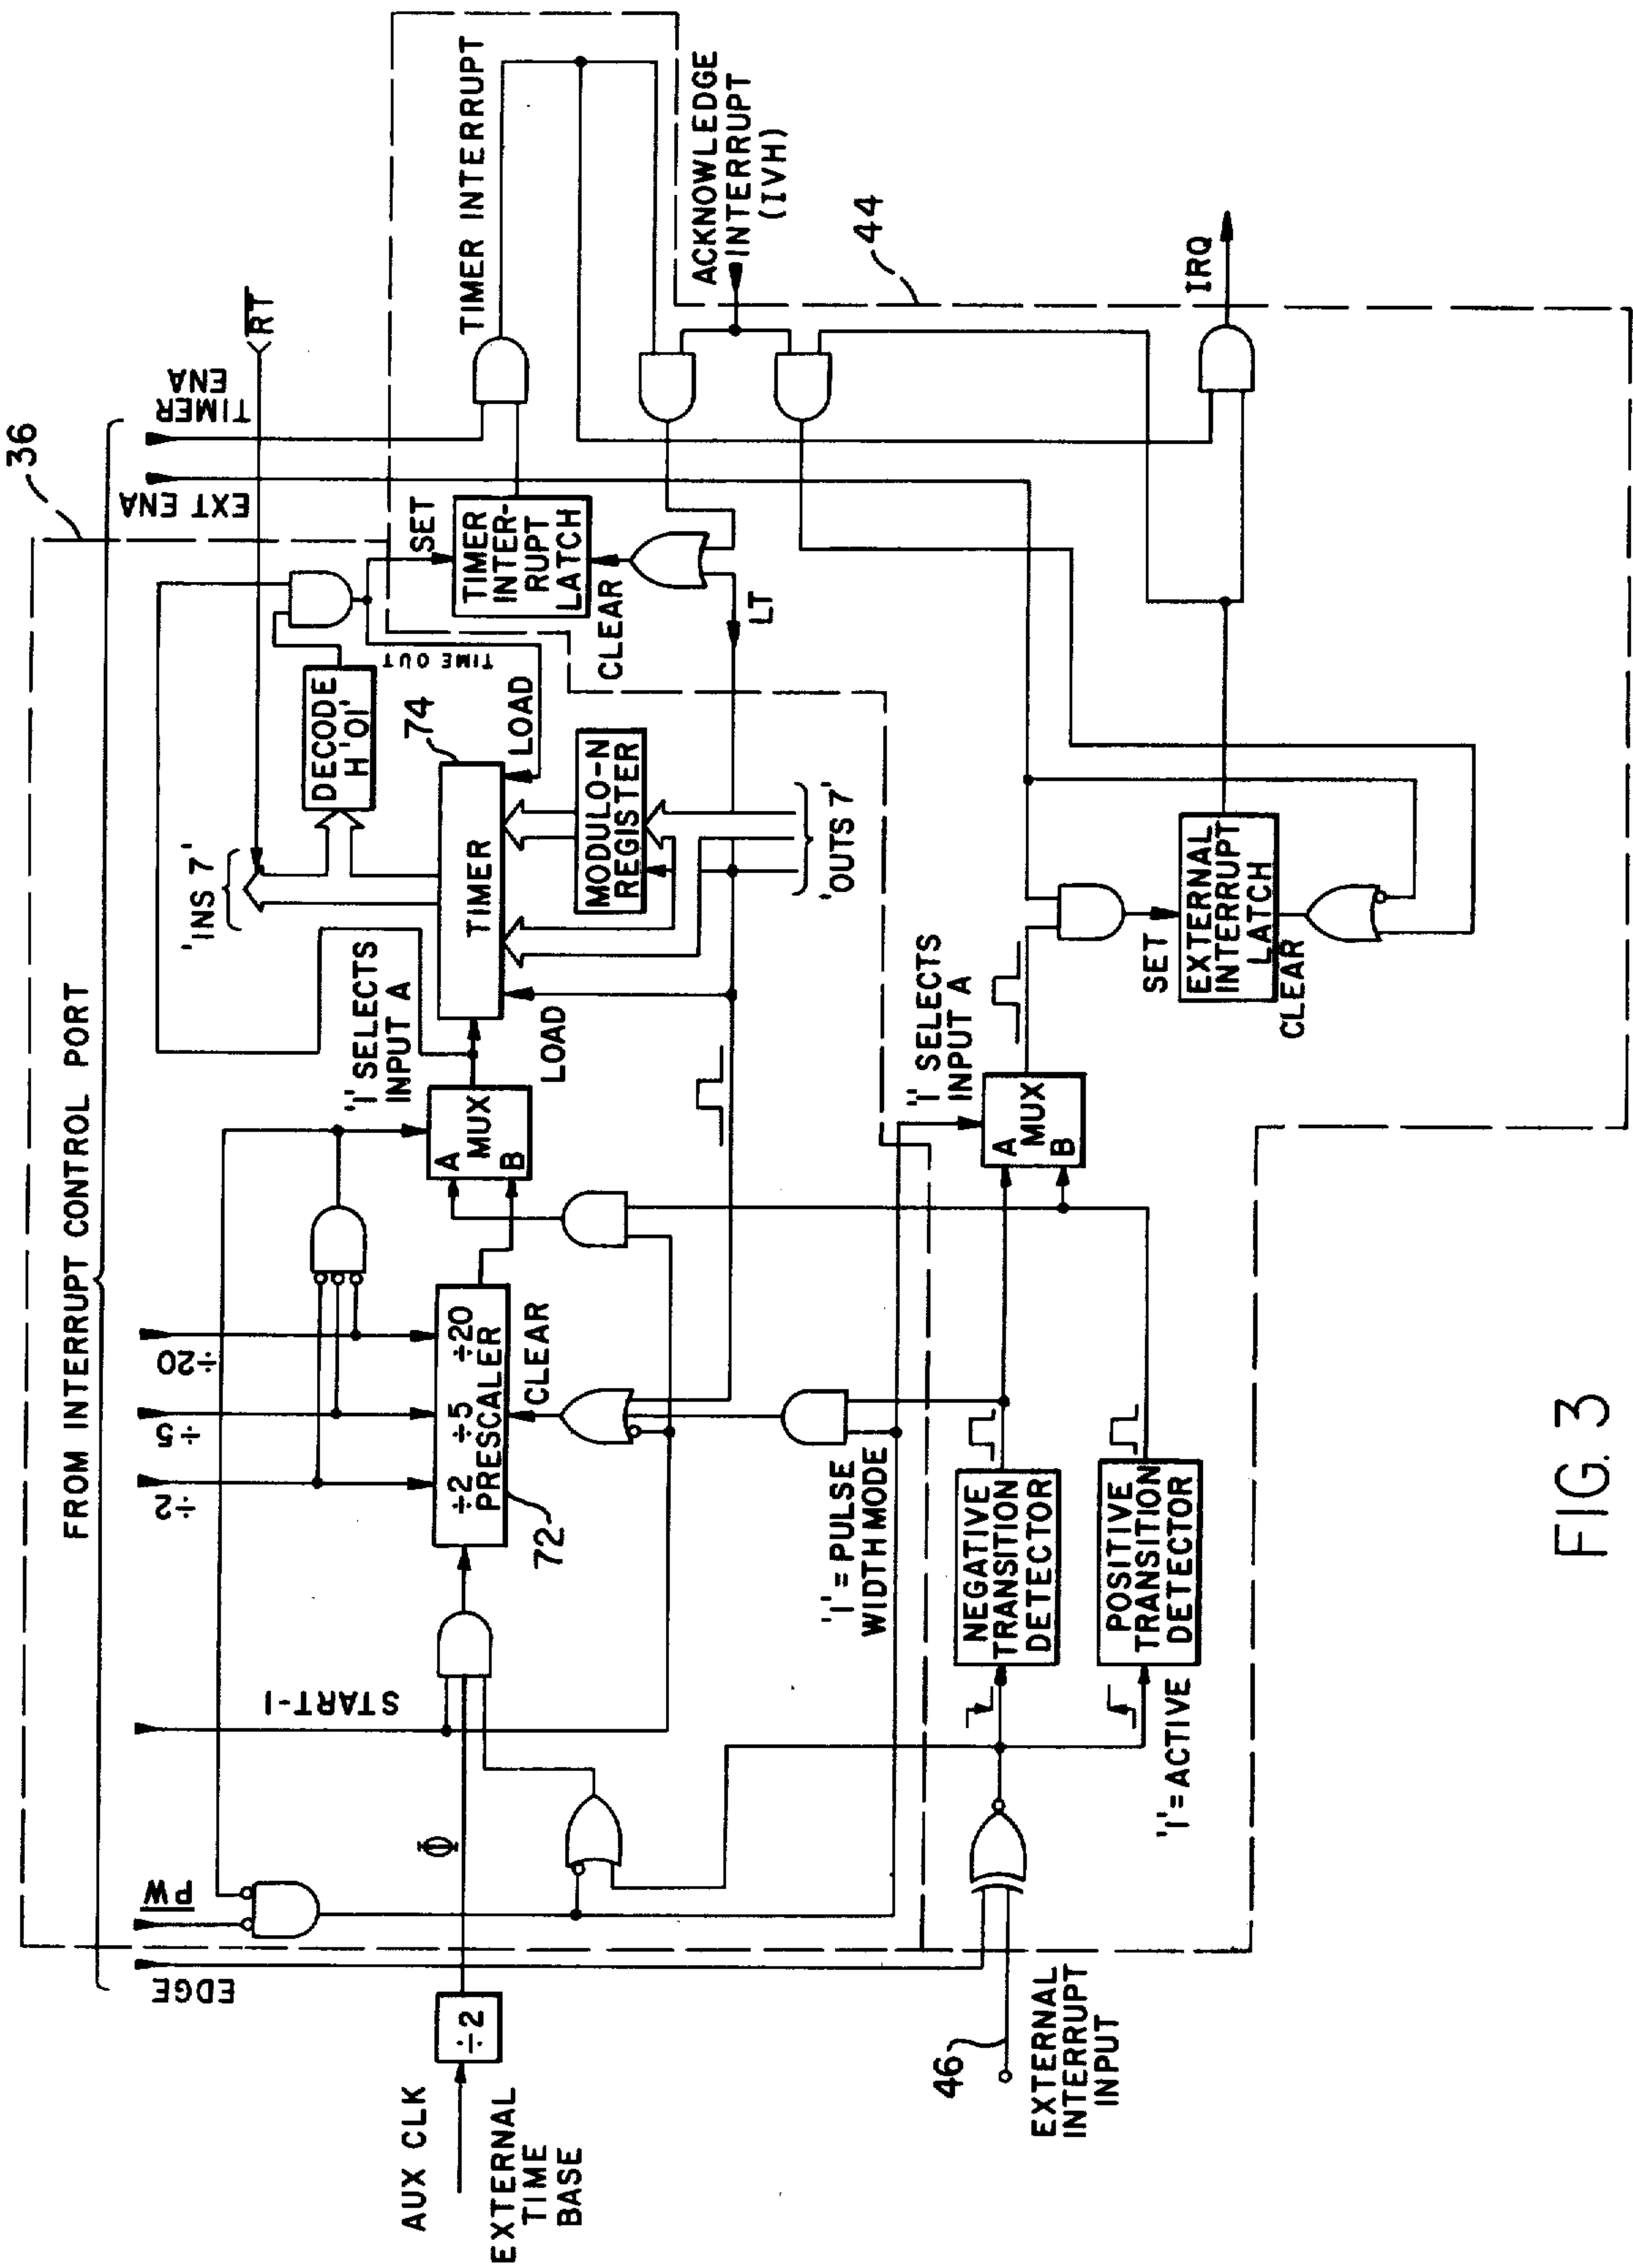 FROM INTERRUPT CONTROL PORT
36
EDGE
PW
START-1
÷2
÷5
÷20
EXT ENA
TIMER
ENA
RT
AUX CLK
EXTERNAL
TIME
BASE
÷2
Φ
÷2 ÷5 ÷20
PRESCALER
72
CLEAR
A
MUX
B
'1' SELECTS
INPUT A
'INS 7'
DECODE
H'01'
TIMER
74
LOAD
LOAD
TIME OUT
MODULO-N
REGISTER
'OUTS 7'
LT
SET
TIMER
INTER-
RUPT
LATCH
CLEAR
TIMER INTERRUPT
ACKNOWLEDGE
INTERRUPT
(IVH)
44
IRQ
'1' = PULSE
WIDTH MODE
46
EXTERNAL
INTERRUPT
INPUT
NEGATIVE
TRANSITION
DETECTOR
POSITIVE
TRANSITION
DETECTOR
'1' = ACTIVE
'1' SELECTS
INPUT A
A
MUX
B
SET
EXTERNAL
INTERRUPT
LATCH
CLEAR
FIG. 3